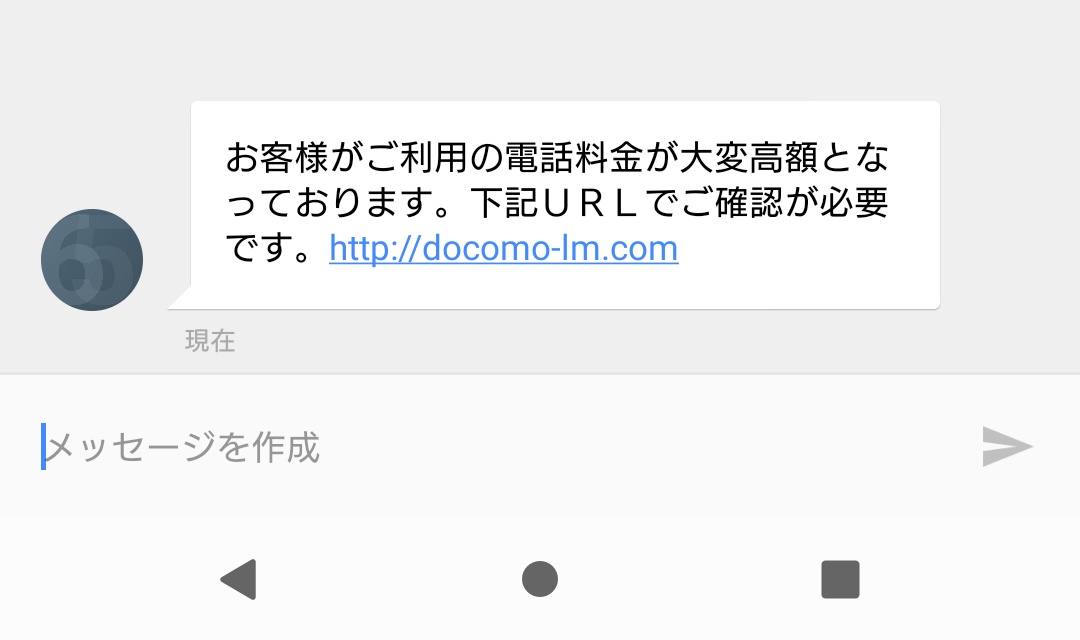 お客様がご利用の電話料金が大変高額とな
っております。下記ＵＲＬでご確認が必要
です。http://docomo-lm.com
現在
メッセージを作成